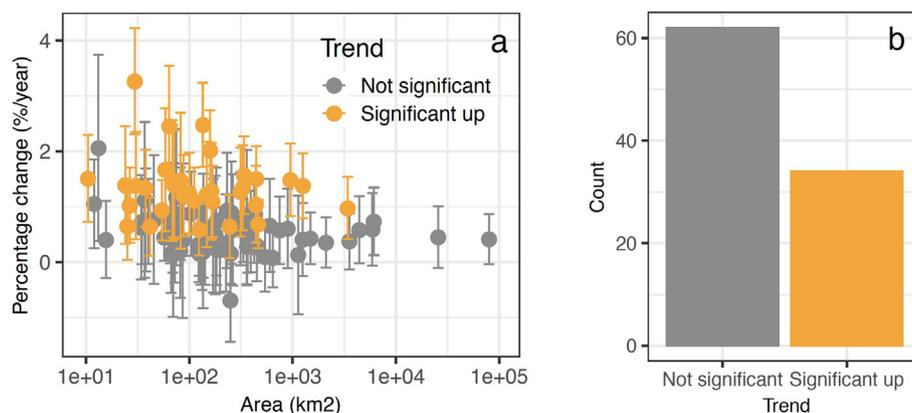 a
Trend
Not significant
Significant up
4
2
0
Percentage change (%/year)
1e+01 1e+02 1e+03 1e+04 1e+05
Area (km2)
b
60
40
20
0
Count
Not significant Significant up
Trend